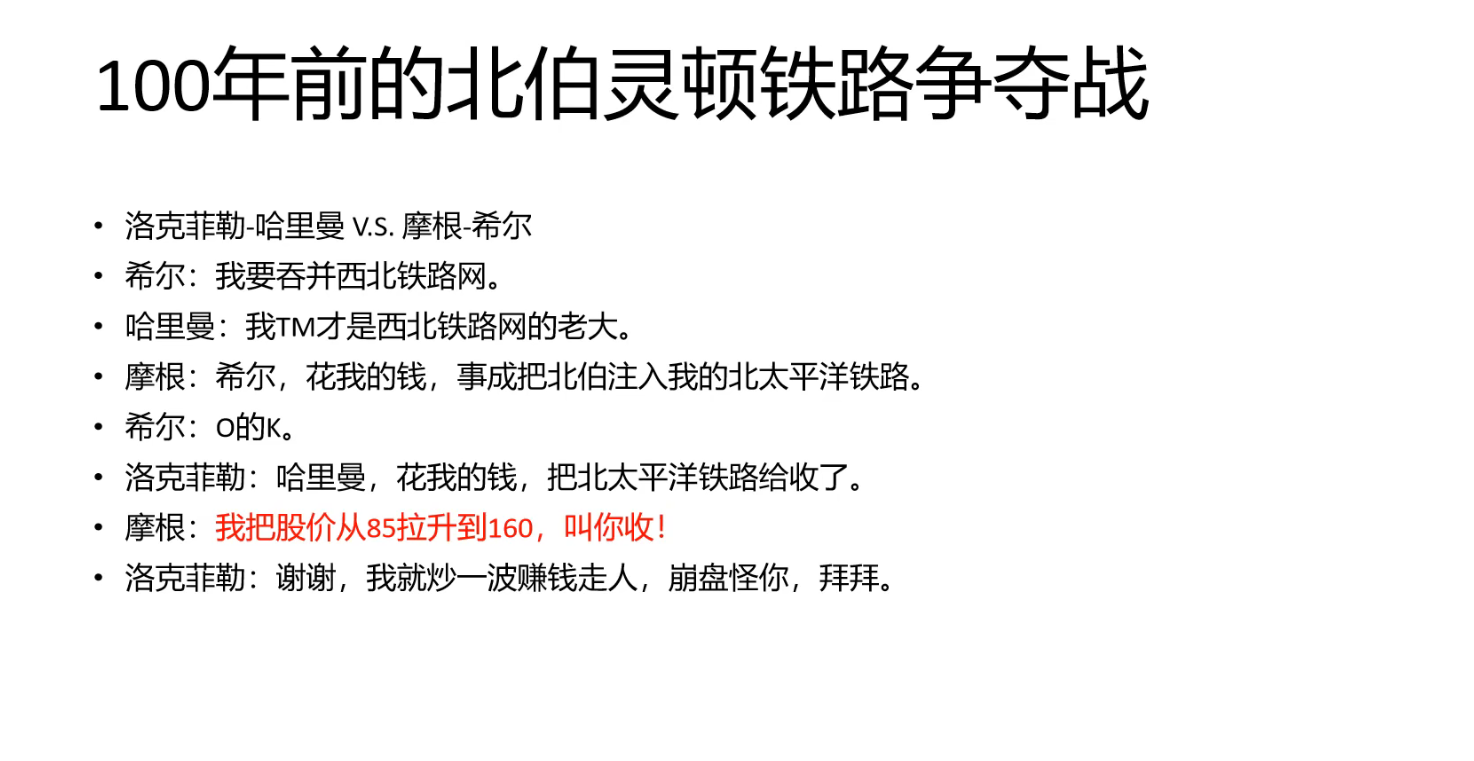 100年前的北伯灵顿铁路争夺战
• 洛克菲勒-哈里曼 V.S. 摩根-希尔
• 希尔：我要吞并西北铁路网。
• 哈里曼：我TM才是西北铁路网的老大。
• 摩根：希尔，花我的钱，事成把北伯注入我的北太平洋铁路。
• 希尔：O的K。
• 洛克菲勒：哈里曼，花我的钱，把北太平洋铁路给收了。
• 摩根：我把股价从85拉升到160，叫你收！
• 洛克菲勒：谢谢，我就炒一波赚钱走人，崩盘怪你，拜拜。